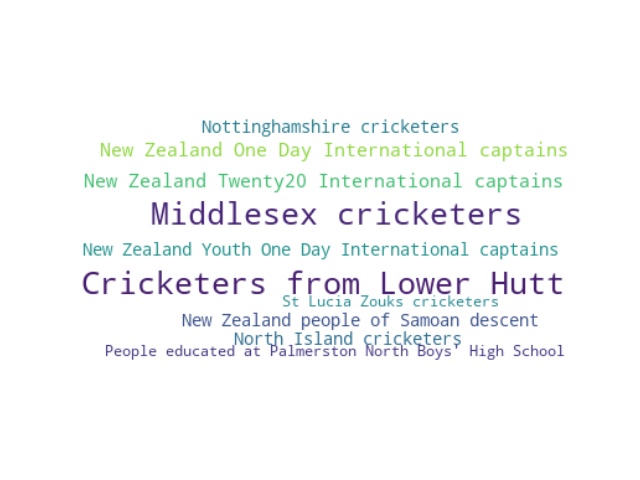 Nottinghamshire cricketers
New Zealand One Day International captains
New Zealand Twenty20 International captains
Middlesex cricketers
New Zealand Youth One Day International captains
Cricketers from Lower Hutt
St Lucia Zouks cricketers
New Zealand people of Samoan descent
North Island cricketers
People educated at Palmerston North Boys' High School